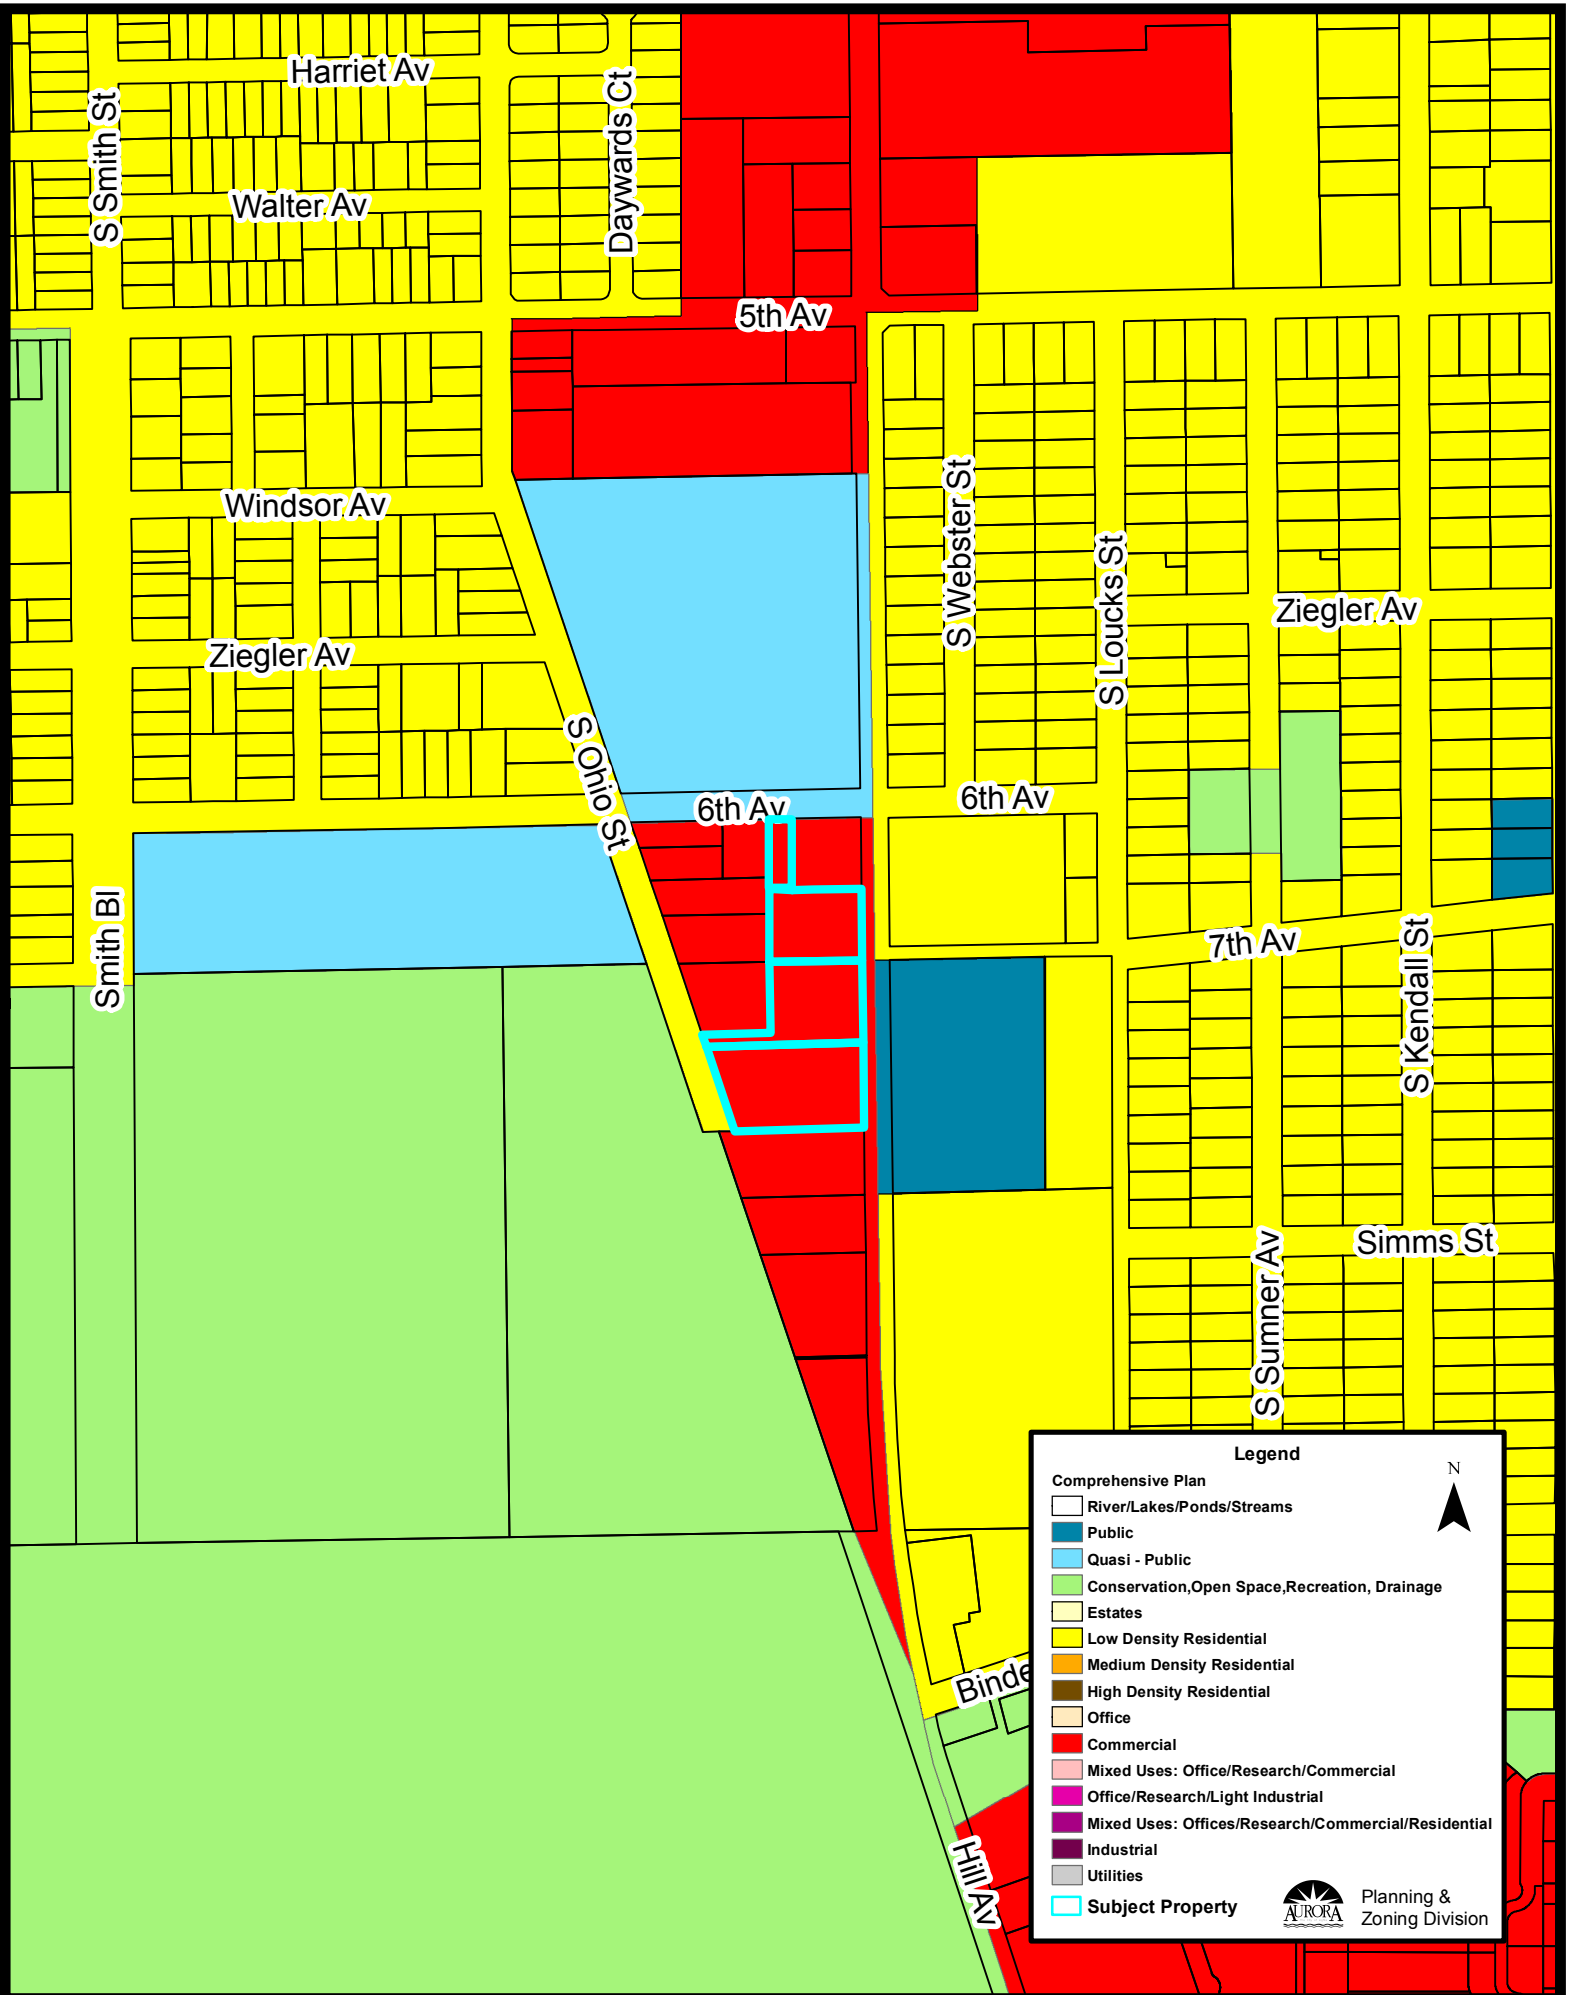 Harriet Av
S Smith St
Daywards Ct
Walter Av
5th Av
Windsor Av
S Webster St
S Loucks St
Ziegler Av
Ziegler Av
S Ohio St
6th Av
6th Av
Smith Bl
7th Av
S Kendall St
S Sumner Av
Simms St
Binde
Hill Av
Legend
N
Comprehensive Plan
River/Lakes/Ponds/Streams
Public
Quasi - Public
Conservation,Open Space,Recreation, Drainage
Estates
Low Density Residential
Medium Density Residential
High Density Residential
Office
Commercial
Mixed Uses: Office/Research/Commercial
Office/Research/Light Industrial
Mixed Uses: Offices/Research/Commercial/Residential
Industrial
Utilities
Subject Property
AURORA
Planning &
Zoning Division